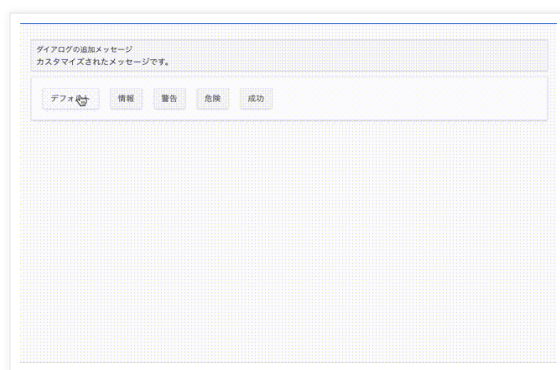 ダイアログの追加メッセージ
カスタマイズされたメッセージです。
デフォルト 情報 警告 危険 成功